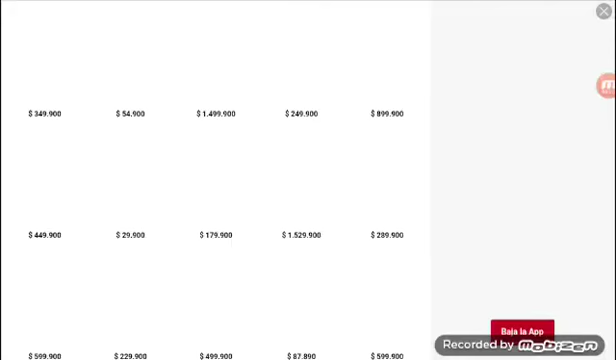 $ 349.900 $ 54.900 $ 1.499.900 $ 249.900 $ 899.900
$ 449.900 $ 29.900 $ 179.900 $ 1.529.900 $ 289.900
Baja la App
Recorded by Mobizen
$ 599.900 $ 229.900 $ 499.900 $ 87.890 $ 599.900